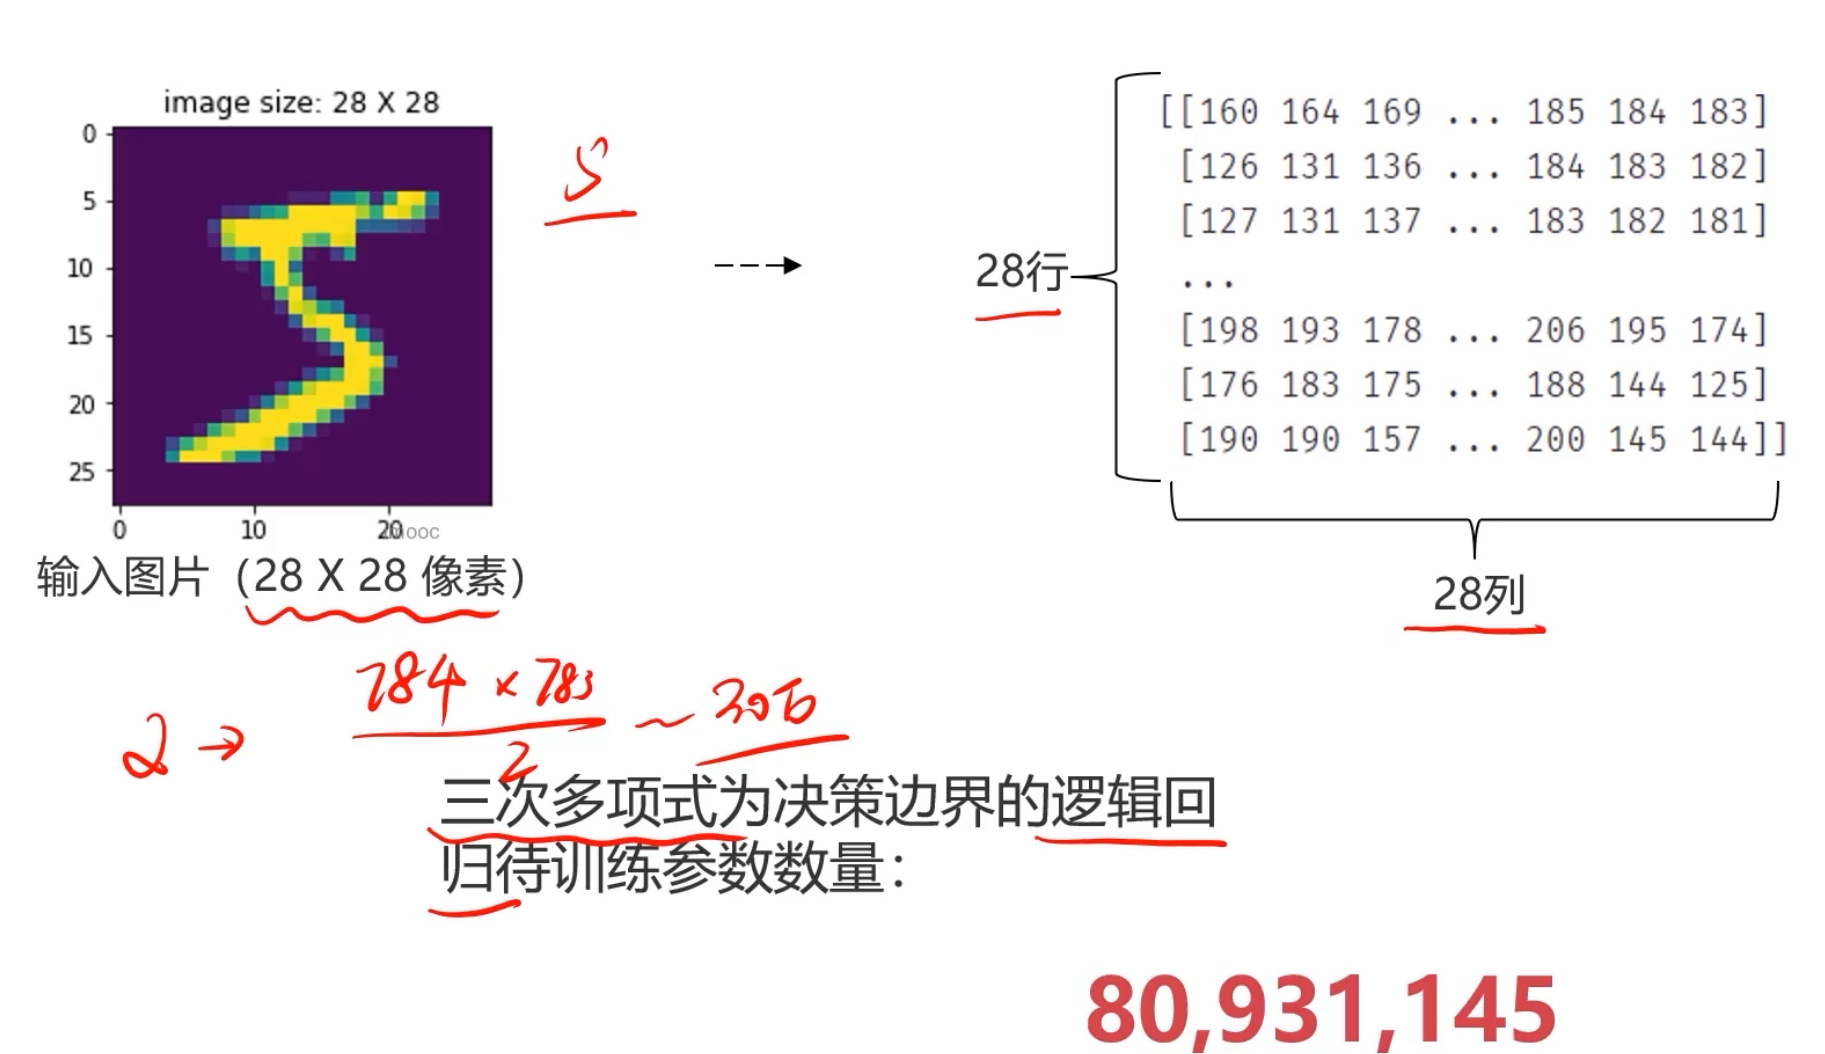 image size: 28 X 28
0
5
10
15
20
25
0 10 20
mooc
5
输入图片（28 X 28 像素）
28行
[[160 164 169 ... 185 184 183]
[126 131 136 ... 184 183 182]
[127 131 137 ... 183 182 181]
...
[198 193 178 ... 206 195 174]
[176 183 175 ... 188 144 125]
[190 190 157 ... 200 145 144]]
28列
2 → 784 × 783 ~ 30万
2
三次多项式为决策边界的逻辑回
归待训练参数数量：
80,931,145